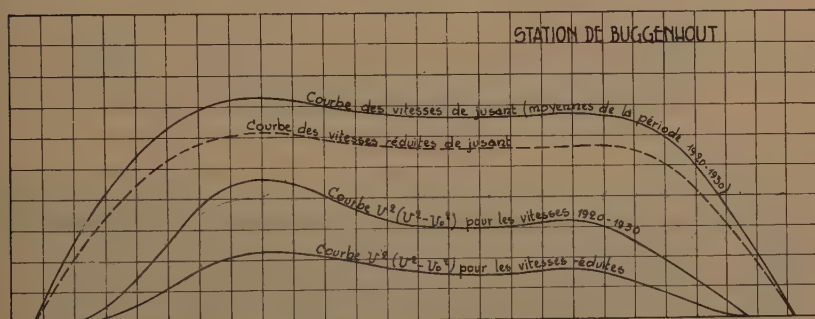 STATION DE BUGGENHOUT
Courbe des vitesses de jusant (moyennes de la période 1920-1930)
Courbe des vitesses réduites de jusant
Courbe v²(v²-v₀²) pour les vitesses 1920-1930
Courbe v²(v²-v₀²) pour les vitesses réduites